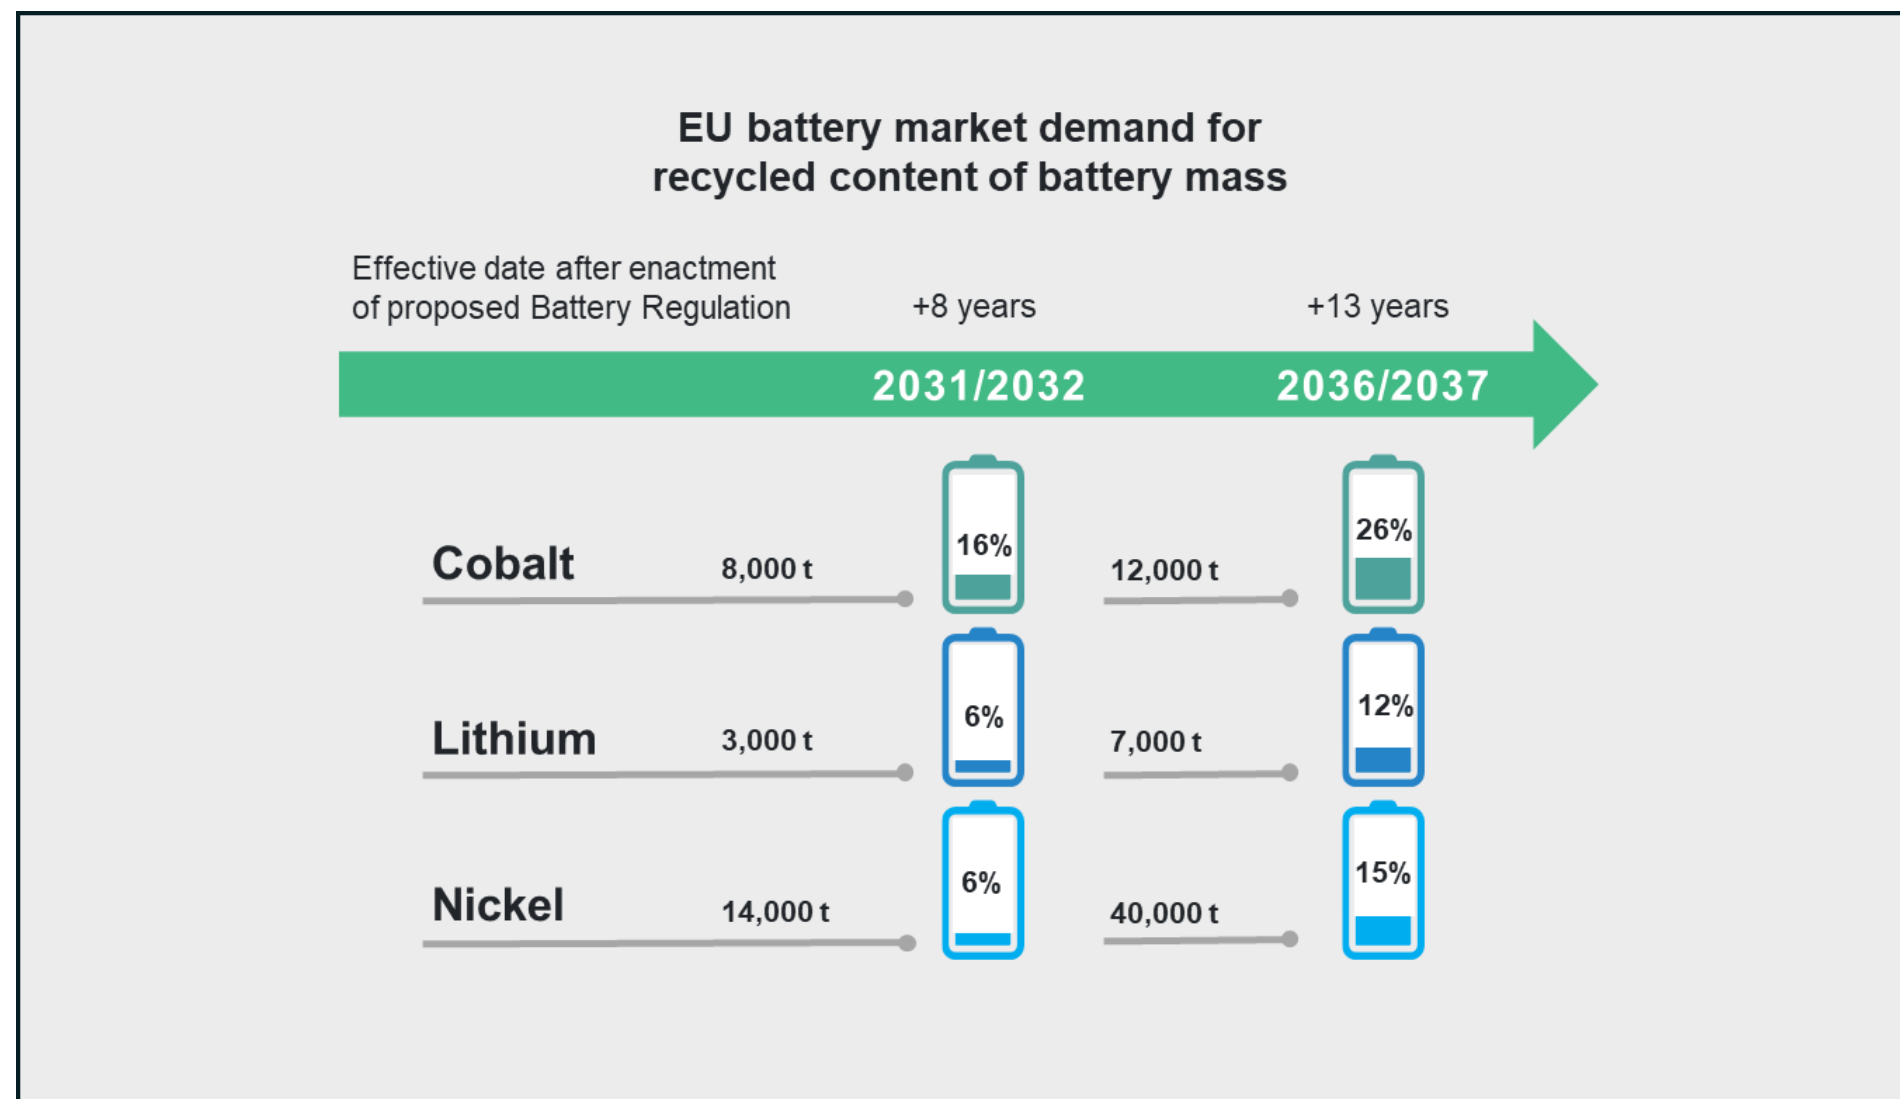 EU battery market demand for
recycled content of battery mass
Effective date after enactment
of proposed Battery Regulation
+8 years
+13 years
2031/2032
2036/2037
Cobalt
8,000 t
16%
12,000 t
26%
Lithium
3,000 t
6%
7,000 t
12%
Nickel
14,000 t
6%
40,000 t
15%